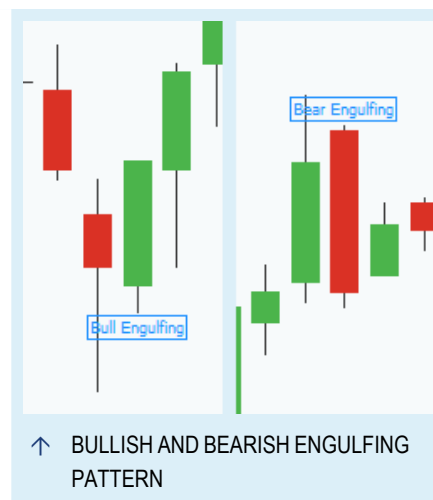 Bear Engulfing
Bull Engulfing
BULLISH AND BEARISH ENGULFING
PATTERN